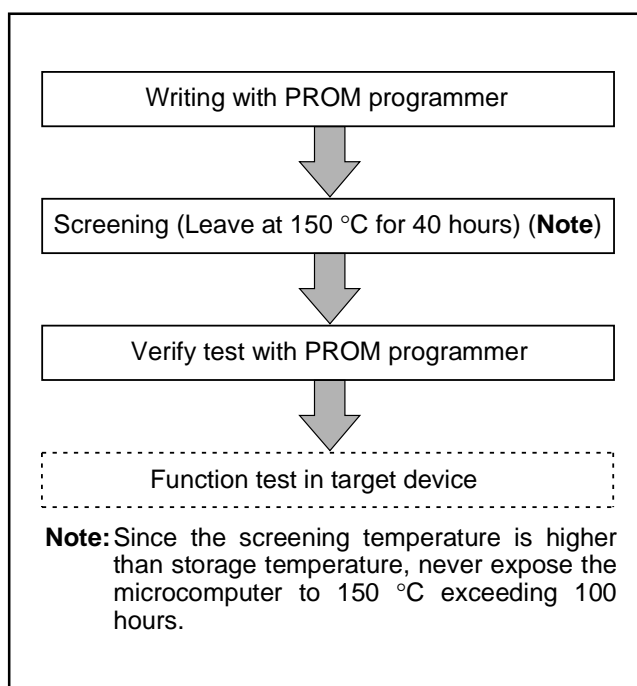 Writing with PROM programmer
Screening (Leave at 150 °C for 40 hours) (Note)
Verify test with PROM programmer
Function test in target device
Note: Since the screening temperature is higher
than storage temperature, never expose the
microcomputer to 150 °C exceeding 100
hours.